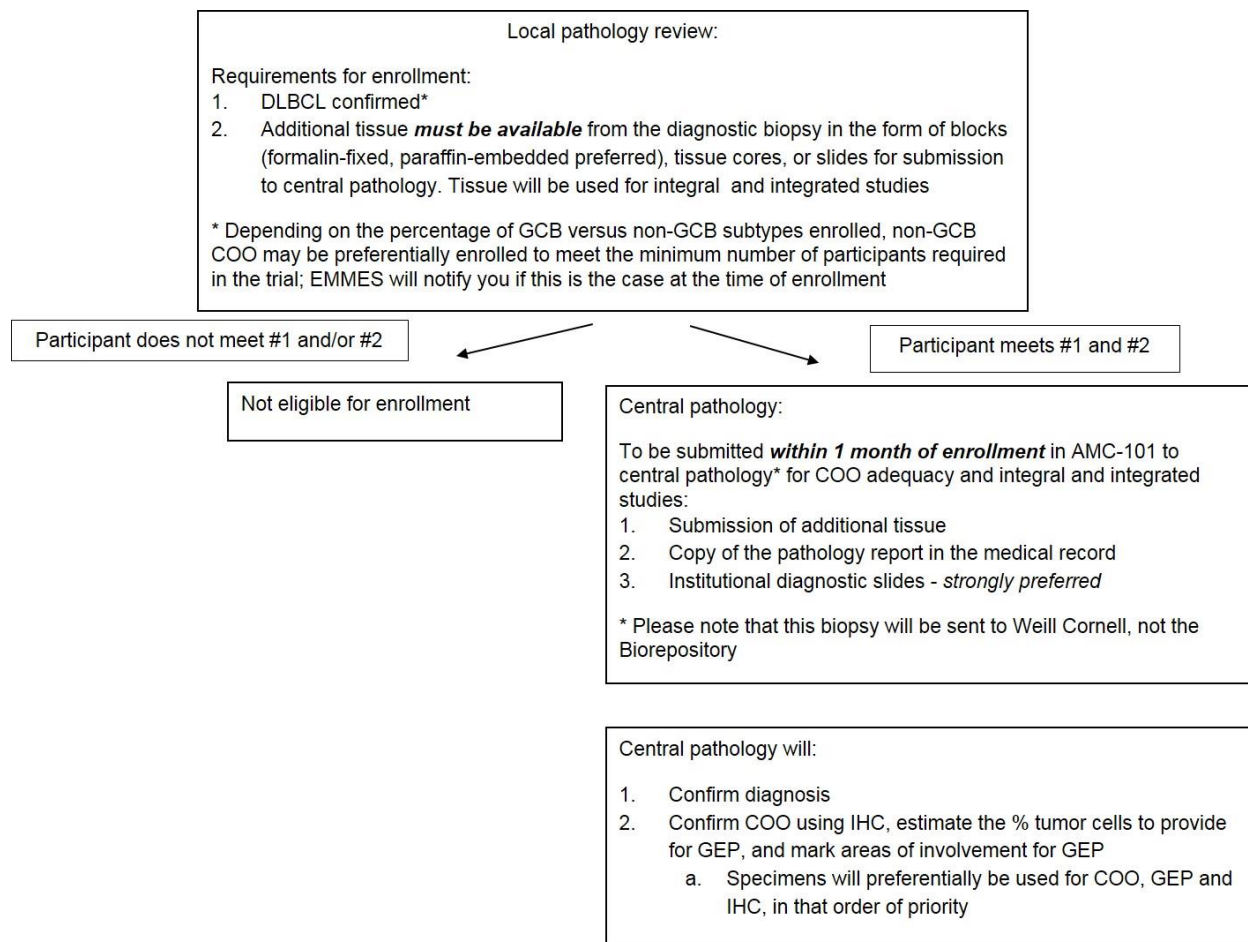 Local pathology review:
Requirements for enrollment:
1. DLBCL confirmed*
2. Additional tissue must be available from the diagnostic biopsy in the form of blocks
(formalin-fixed, paraffin-embedded preferred), tissue cores, or slides for submission
to central pathology. Tissue will be used for integral and integrated studies
* Depending on the percentage of GCB versus non-GCB subtypes enrolled, non-GCB
COO may be preferentially enrolled to meet the minimum number of participants required
in the trial; EMMES will notify you if this is the case at the time of enrollment
Participant does not meet #1 and/or #2
Participant meets #1 and #2
Not eligible for enrollment
Central pathology:
To be submitted within 1 month of enrollment in AMC-101 to
central pathology* for COO adequacy and integral and integrated
studies:
1. Submission of additional tissue
2. Copy of the pathology report in the medical record
3. Institutional diagnostic slides - strongly preferred
* Please note that this biopsy will be sent to Weill Cornell, not the
Biorepository
Central pathology will:
1. Confirm diagnosis
2. Confirm COO using IHC, estimate the % tumor cells to provide
for GEP, and mark areas of involvement for GEP
a. Specimens will preferentially be used for COO, GEP and
IHC, in that order of priority